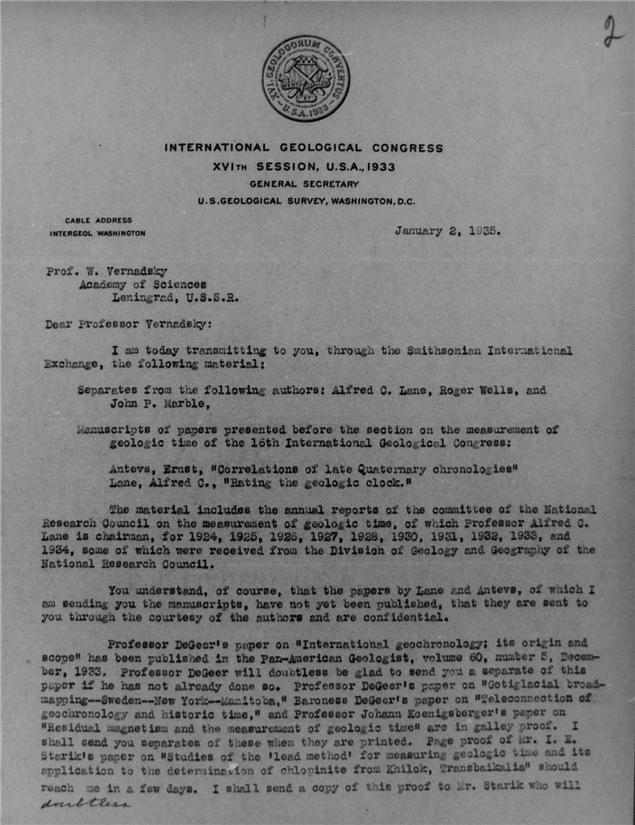 2
XVI. GEOLOGORUM CONVENTUS
U.S.A. 1933
INTERNATIONAL GEOLOGICAL CONGRESS
XVITH SESSION, U.S.A., 1933
GENERAL SECRETARY
U.S. GEOLOGICAL SURVEY, WASHINGTON, D.C.
CABLE ADDRESS
INTERGEOL WASHINGTON
January 2, 1935.
Prof. W. Vernadsky
Academy of Sciences
Leningrad, U.S.S.R.
Dear Professor Vernadsky:
I am today transmitting to you, through the Smithsonian International
Exchange, the following material:
Separates from the following authors: Alfred C. Lane, Roger Wells, and
John P. Marble,
Manuscripts of papers presented before the section on the measurement of
geologic time of the 16th International Geological Congress:
Antevs, Ernst, "Correlations of late Quaternary chronologies"
Lane, Alfred C., "Rating the geologic clock."
The material includes the annual reports of the committee of the National
Research Council on the measurement of geologic time, of which Professor Alfred C.
Lane is chairman, for 1924, 1925, 1926, 1927, 1928, 1930, 1931, 1932, 1933, and
1934, some of which were received from the Division of Geology and Geography of the
National Research Council.
You understand, of course, that the papers by Lane and Antevs, of which I
am sending you the manuscripts, have not yet been published, that they are sent to
you through the courtesy of the authors and are confidential.
Professor DeGeer's paper on "International geochronology; its origin and
scope" has been published in the Pan-American Geologist, volume 60, number 5, Decem-
ber, 1933. Professor DeGeer will doubtless be glad to send you a separate of this
paper if he has not already done so. Professor DeGeer's paper on "Gotiglacial broad-
mapping--Sweden--New York--Manitoba," Baroness DeGeer's paper on "Teleconnection of
geochronology and historic time," and Professor Johann Koenigsberger's paper on
"Residual magnetism and the measurement of geologic time" are in galley proof. I
shall send you separates of these when they are printed. Page proof of Mr. I. E.
Starik's paper on "Studies of the 'lead method' for measuring geologic time and its
application to the determination of chlopinite from Khilok, Transbaikalia" should
reach me in a few days. I shall send a copy of this proof to Mr. Starik who will
doubtless